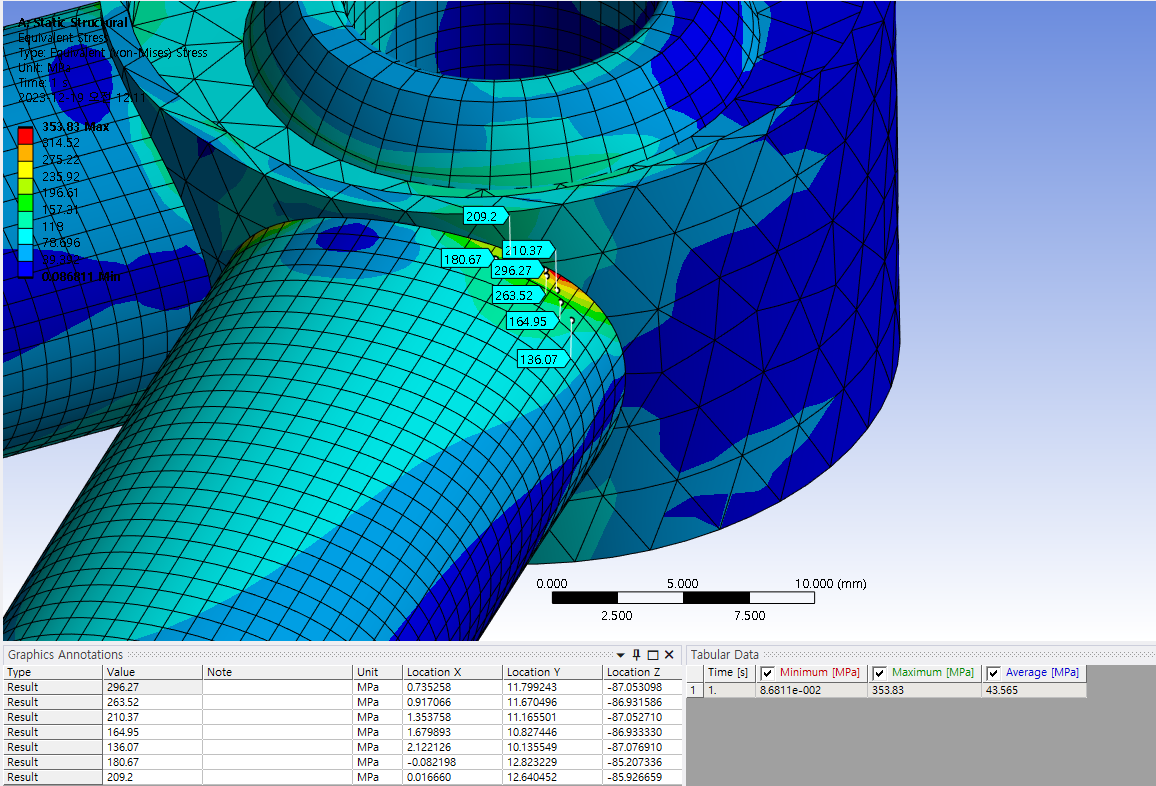 A: Static Structural
Equivalent Stress
Type: Equivalent (von-Mises) Stress
Unit: MPa
Time: 1
12:11
353.83 Max
314.52
275.22
235.92
196.61
157.31
118
78.696
0.086811 Min
209.2
210.37
180.67
296.27
263.52
164.95
136.07
0.000 5.000 10.000 (mm)
2.500 7.500
Graphics Annotations
Type Value Note Unit Location X Location Y Location Z
Result 296.27 MPa 0.735258 11.799243 -87.053098
Result 263.52 MPa 0.917066 11.670496 -86.931586
Result 210.37 MPa 1.353758 11.165501 -87.052710
Result 164.95 MPa 1.679893 10.827446 -86.933330
Result 136.07 MPa 2.122126 10.135549 -87.076910
Result 180.67 MPa -0.082198 12.823229 -85.207336
Result 209.2 MPa 0.016660 12.640452 -85.926659
Tabular Data
Time [s] Minimum [MPa] Maximum [MPa] Average [MPa]
1 1. 8.6811e-002 353.83 43.565